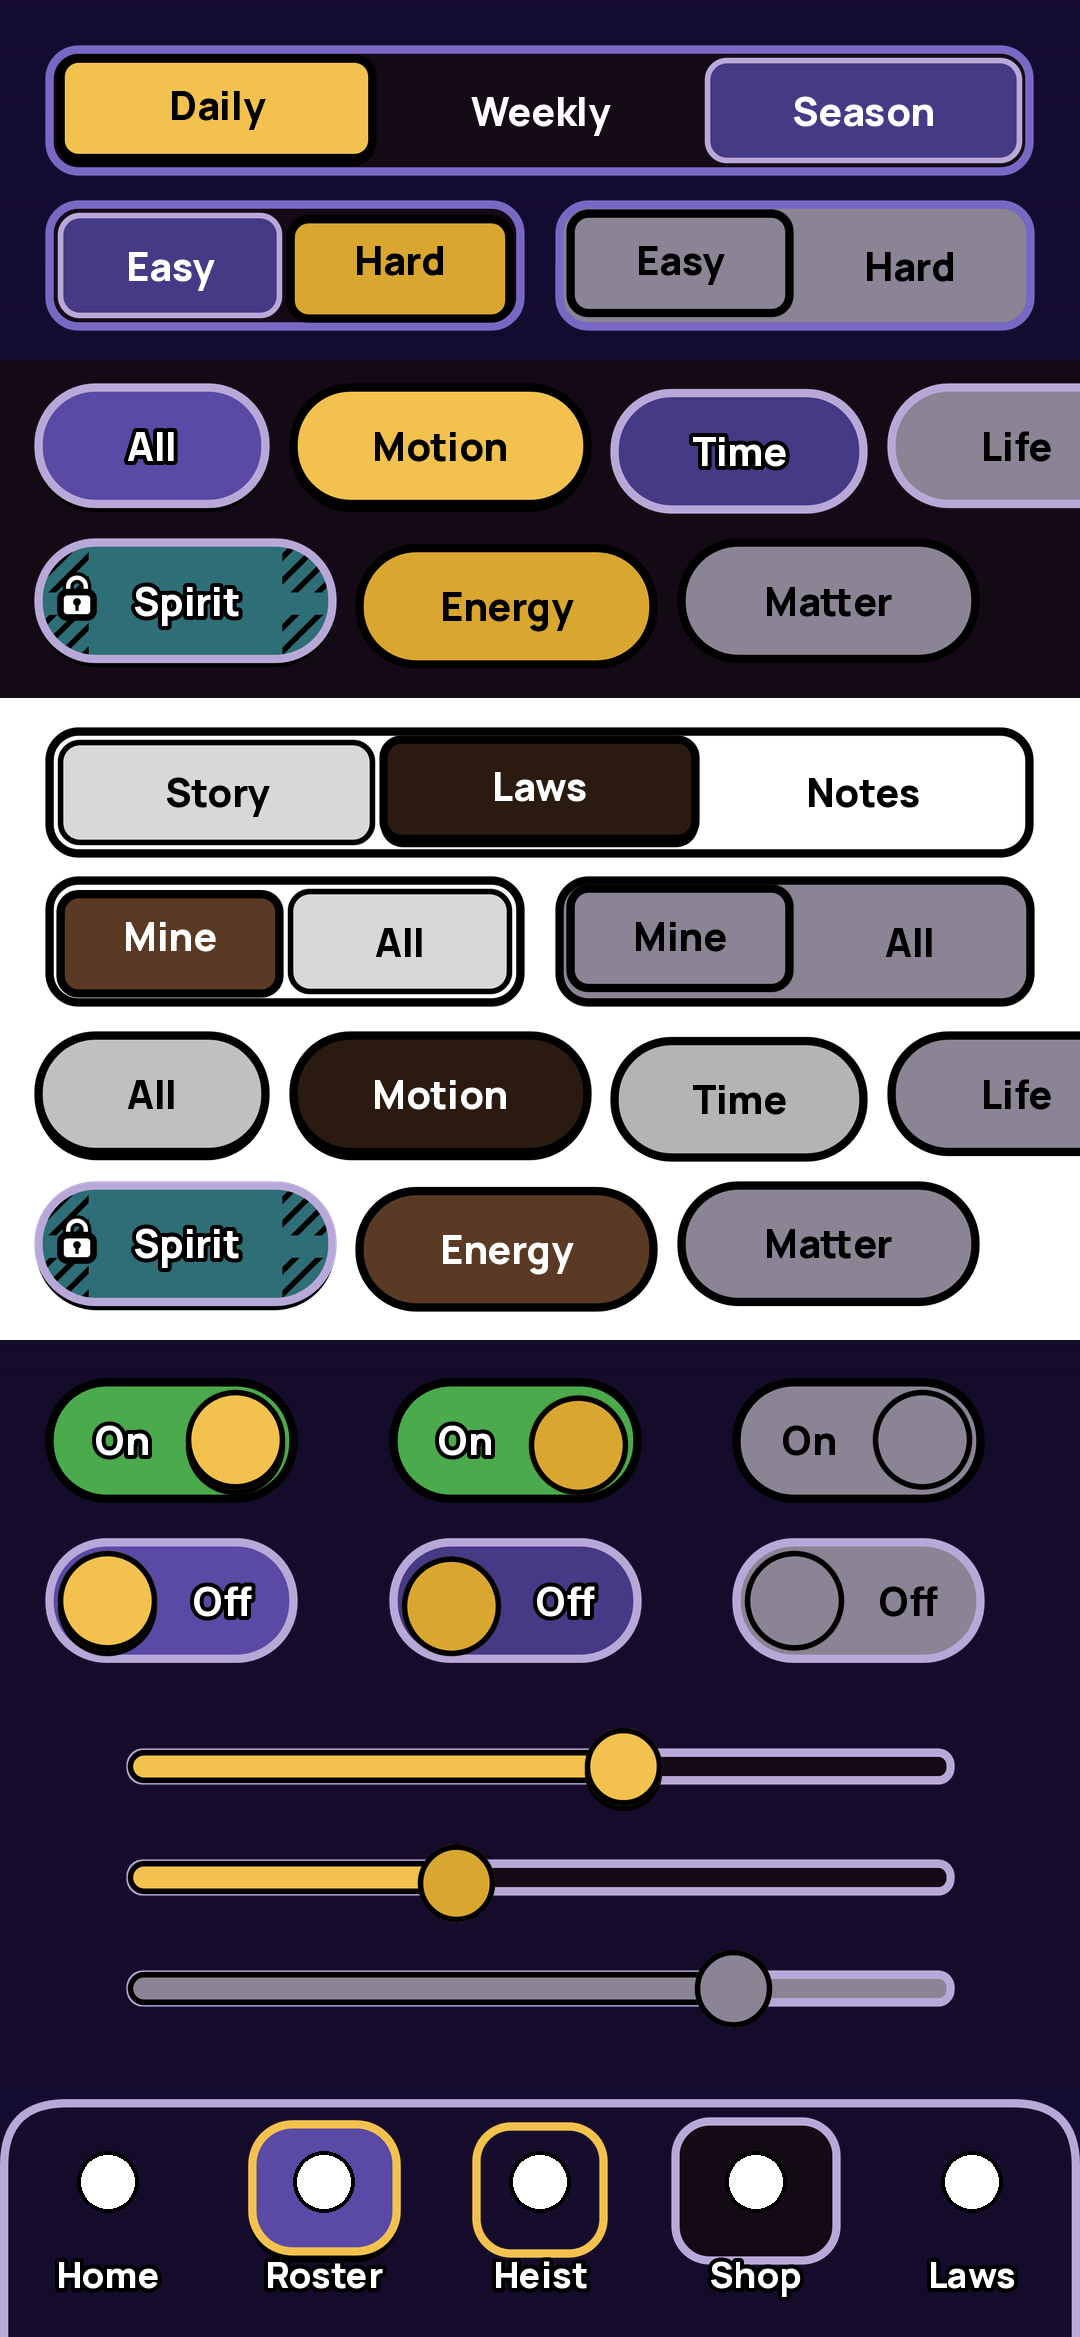 Daily Weekly Season
Easy Hard Easy Hard
All Motion Time Life
Spirit Energy Matter
Story Laws Notes
Mine All Mine All
All Motion Time Life
Spirit Energy Matter
On On On
Off Off Off
Home Roster Heist Shop Laws